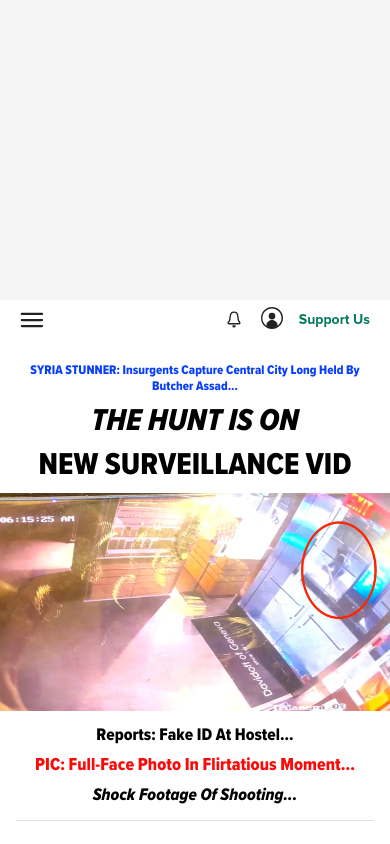 Support Us
SYRIA STUNNER: Insurgents Capture Central City Long Held By
Butcher Assad...
THE HUNT IS ON
NEW SURVEILLANCE VID
06:15:25 AM
EXIT
Davidoff of Geneva
Reports: Fake ID At Hostel...
PIC: Full-Face Photo In Flirtatious Moment...
Shock Footage Of Shooting...